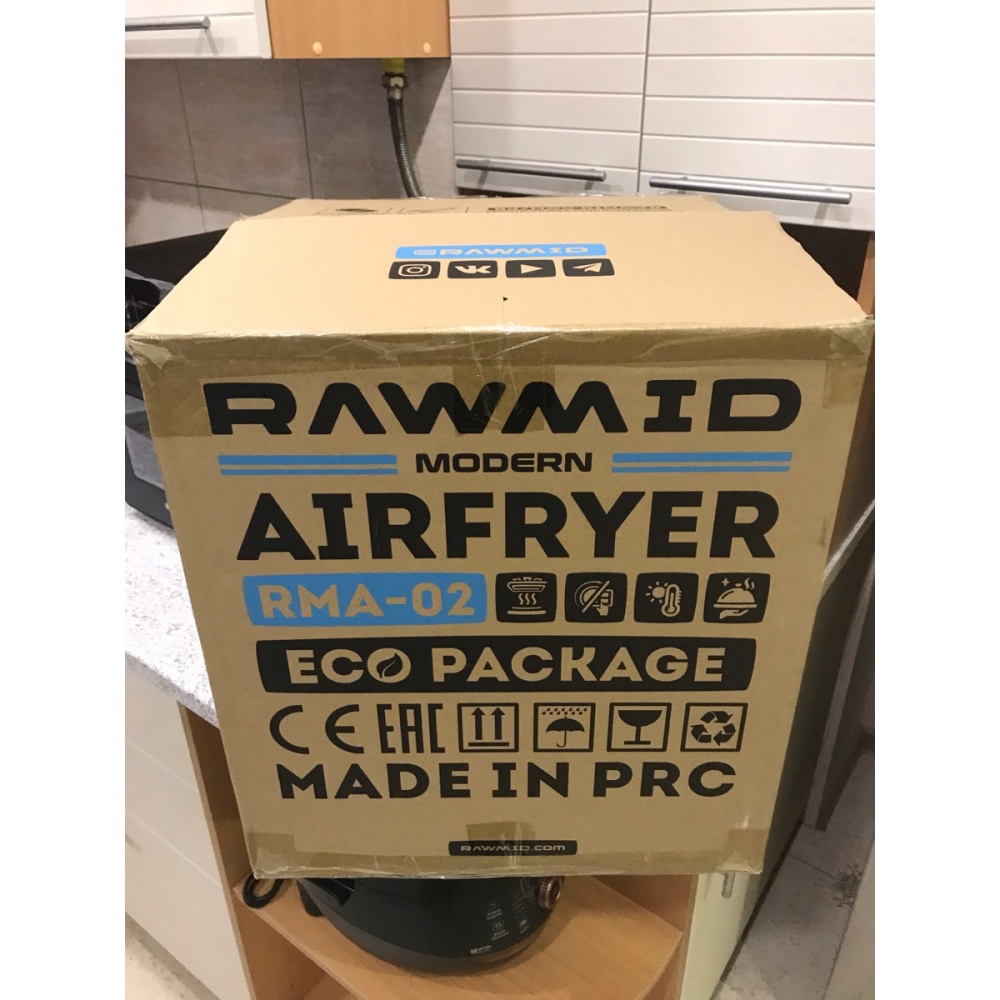 @RAWMID
RAWMID
MODERN
AIRFRYER
RMA-02
ECO PACKAGE
CE EAC
MADE IN PRC
RAWMID.COM